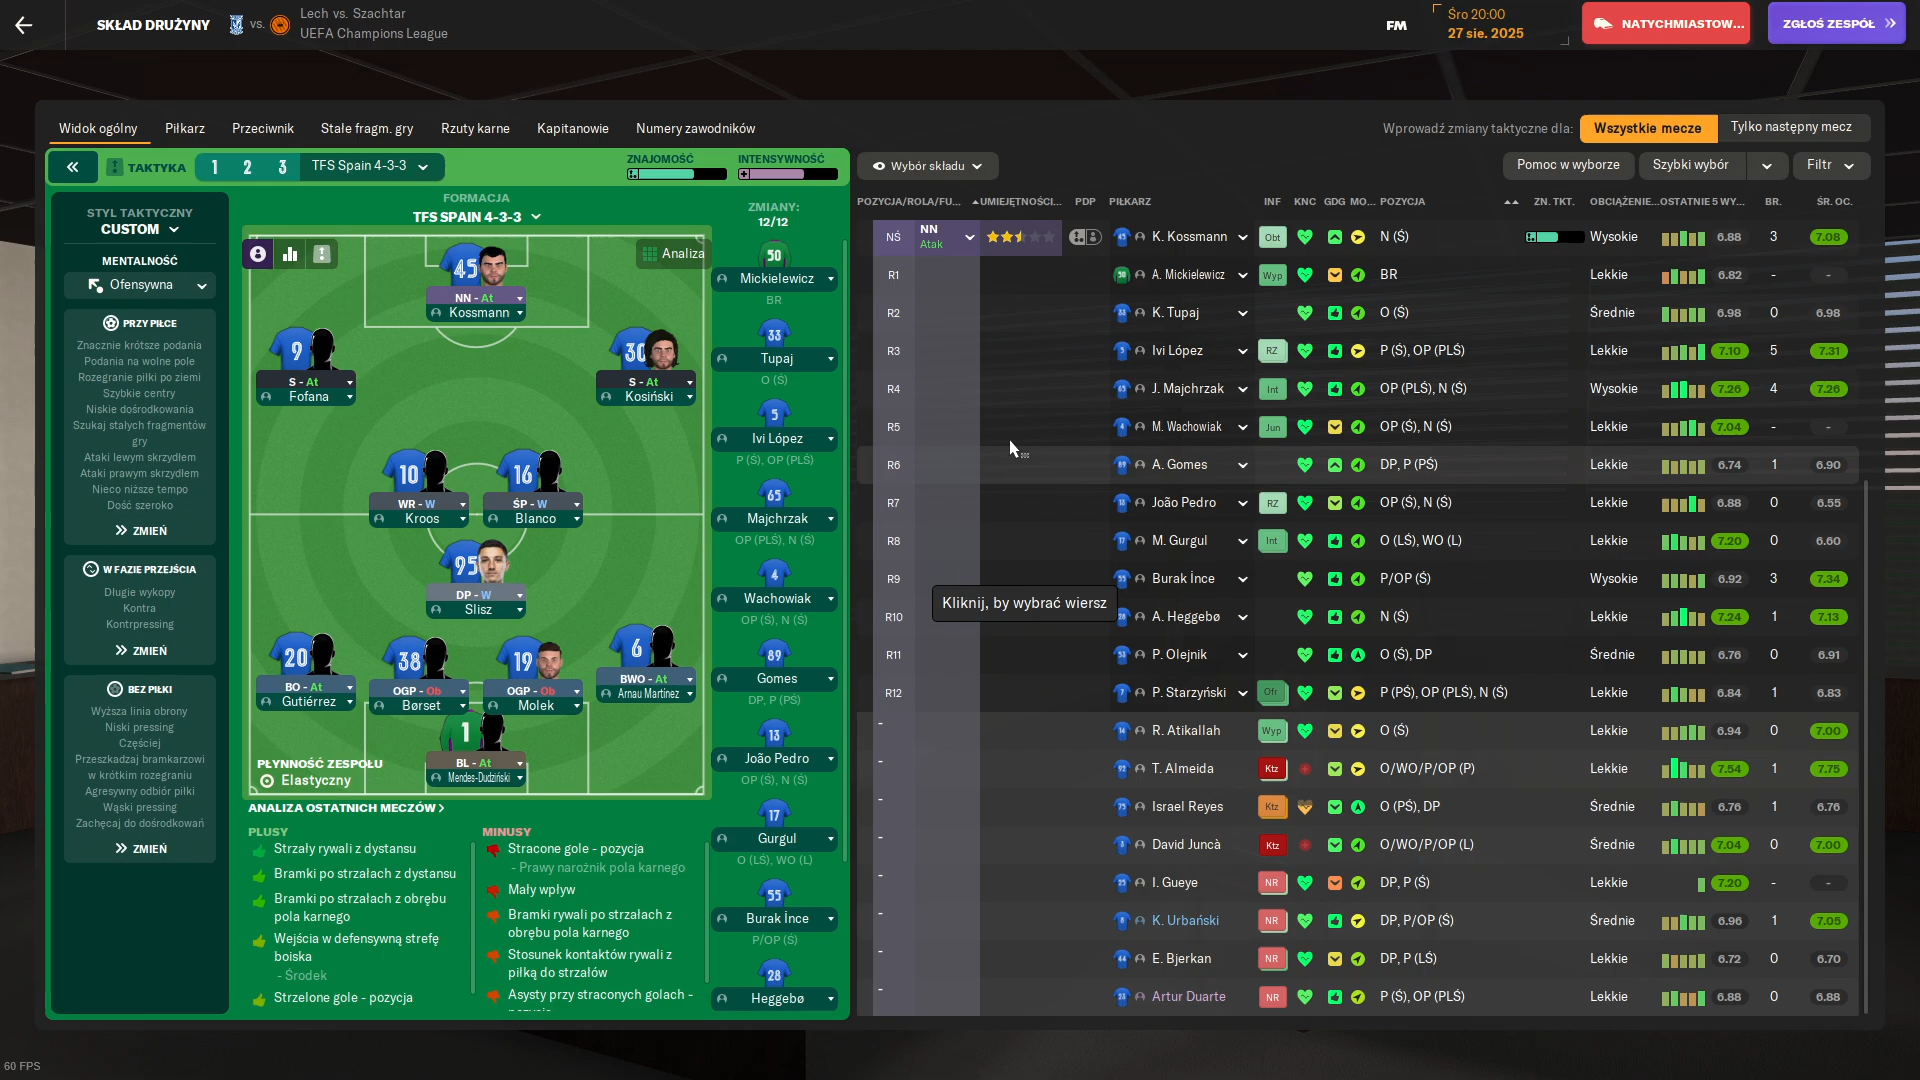 SKŁAD DRUŻYNY
vs.
Lech vs. Szachtar
UEFA Champions League
FM
Śro 20:00
27 sie. 2025
NATYCHMIASTOW...
ZGŁOŚ ZESPÓŁ
Widok ogólny
Piłkarz
Przeciwnik
Stałe fragm. gry
Rzuty karne
Kapitanowie
Numery zawodników
Wprowadź zmiany taktyczne dla:
Wszystkie mecze
Tylko następny mecz
TAKTYKA
1 2 3
TFS Spain 4-3-3
ZNAJOMOŚĆ
INTENSYWNOŚĆ
Wybór składu
Pomoc w wyborze
Szybki wybór
Filtr
STYL TAKTYCZNY
CUSTOM
MENTALNOŚĆ
Ofensywna
PRZY PIŁCE
Znacznie krótsze podania
Podania na wolne pole
Rozegranie piłki po ziemi
Szybkie centry
Niskie dośrodkowania
Szukaj stałych fragmentów
gry
Ataki lewym skrzydłem
Ataki prawym skrzydłem
Nieco niższe tempo
Dość szeroko
ZMIEŃ
W FAZIE PRZEJŚCIA
Długie wykopy
Kontra
Kontrpressing
ZMIEŃ
BEZ PIŁKI
Wyższa linia obrony
Niski pressing
Częściej
Przeszkadzaj bramkarzowi
w krótkim rozegraniu
Agresywny odbiór piłki
Wąski pressing
Zachęcaj do dośrodkowań
ZMIEŃ
FORMACJA
TFS SPAIN 4-3-3
Analiza
45
NN - At
Kossmann
9
S - At
Fofana
30
S - At
Kosiński
10
WR - W
Kroos
16
ŚP - W
Blanco
95
DP - W
Slisz
20
BO - At
Gutiérrez
38
OGP - Ob
Børset
19
OGP - Ob
Molek
6
BWO - At
Arnau Martínez
1
BL - At
Mendes-Dudziński
PŁYNNOŚĆ ZESPOŁU
Elastyczny
ANALIZA OSTATNICH MECZÓW
PLUSY
Strzały rywali z dystansu
Bramki po strzałach z dystansu
Bramki po strzałach z obrębu
pola karnego
Wejścia w defensywną strefę
boiska
- Środek
Strzelone gole - pozycja
MINUSY
Stracone gole - pozycja
- Prawy narożnik pola karnego
Mały wpływ
Bramki rywali po strzałach z
obrębu pola karnego
Stosunek kontaktów rywali z
piłką do strzałów
Asysty przy straconych golach -
ZMIANY:
12/12
50
Mickielewicz
BR
33
Tupaj
O (Ś)
5
Ivi López
P (Ś), OP (PLŚ)
65
Majchrzak
OP (PLŚ), N (Ś)
4
Wachowiak
OP (Ś), N (Ś)
89
Gomes
DP, P (PŚ)
13
João Pedro
OP (Ś), N (Ś)
17
Gurgul
O (LŚ), WO (L)
55
Burak İnce
P/OP (Ś)
28
Heggebø
POZYCJA/ROLA/FU... UMIEJĘTNOŚCI... PDP PIŁKARZ INF KNC GDG MO... POZYCJA ZN. TKT. OBCIĄŻENIE... OSTATNIE 5 WY... BR. ŚR. OC.
NŚ NN Atak K. Kossmann Obt N (Ś) Wysokie 6.88 3 7.08
R1 A. Mickielewicz Wyp BR Lekkie 6.82 - -
R2 K. Tupaj O (Ś) Średnie 6.98 0 6.98
R3 Ivi López RZ P (Ś), OP (PLŚ) Lekkie 7.10 5 7.31
R4 J. Majchrzak Int OP (PLŚ), N (Ś) Wysokie 7.26 4 7.26
R5 M. Wachowiak Jun OP (Ś), N (Ś) Lekkie 7.04 - -
R6 A. Gomes DP, P (PŚ) Lekkie 6.74 1 6.90
R7 João Pedro RZ OP (Ś), N (Ś) Lekkie 6.88 0 6.55
R8 M. Gurgul Int O (LŚ), WO (L) Lekkie 7.20 0 6.60
R9 Burak İnce P/OP (Ś) Wysokie 6.92 3 7.34
Kliknij, by wybrać wiersz
R10 A. Heggebø N (Ś) Lekkie 7.24 1 7.13
R11 P. Olejnik O (Ś), DP Średnie 6.76 0 6.91
R12 P. Starzyński Ofr P (PŚ), OP (PLŚ), N (Ś) Lekkie 6.84 1 6.83
- R. Atikallah Wyp O (Ś) Lekkie 6.94 0 7.00
- T. Almeida Ktz O/WO/P/OP (P) Lekkie 7.54 1 7.75
- Israel Reyes Ktz O (PŚ), DP Średnie 6.76 1 6.76
- David Juncà Ktz O/WO/P/OP (L) Średnie 7.04 0 7.00
- I. Gueye NR DP, P (Ś) Lekkie 7.20 - -
- K. Urbański NR DP, P/OP (Ś) Średnie 6.96 1 7.05
- E. Bjerkan NR DP, P (LŚ) Lekkie 6.72 0 6.70
- Artur Duarte NR P (Ś), OP (PLŚ) Lekkie 6.88 0 6.88
60 FPS